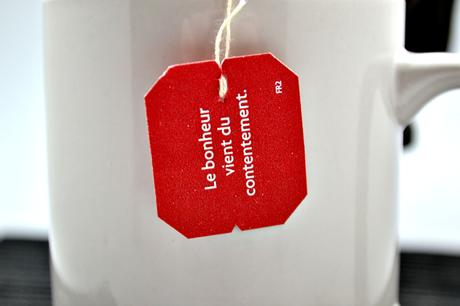 Le bonheur
vient du
contentement.
FR2